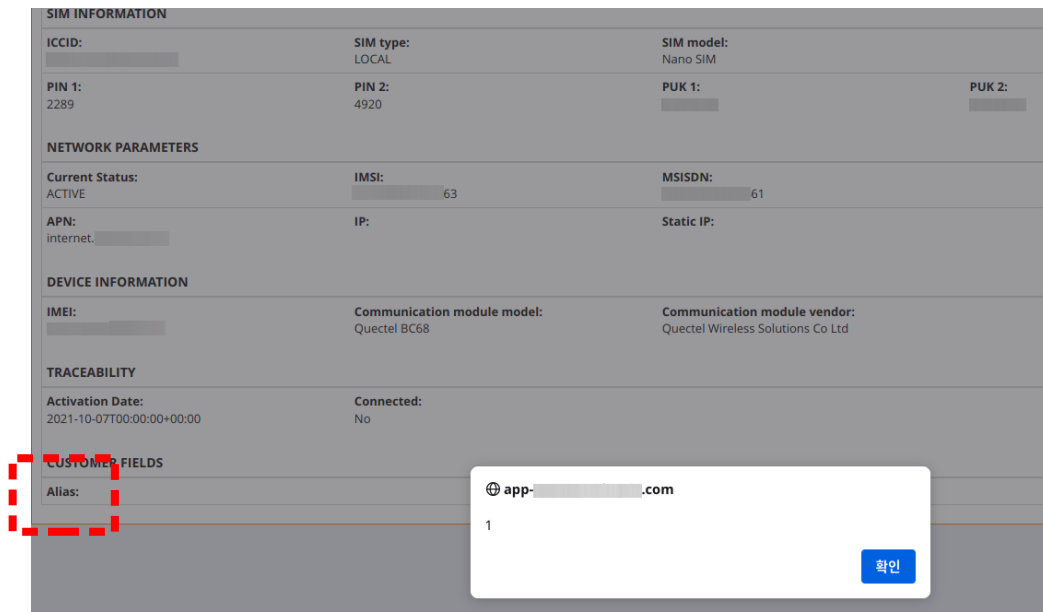 SIM INFORMATION
ICCID: SIM type: SIM model:
LOCAL Nano SIM
PIN 1: PIN 2: PUK 1: PUK 2:
2289 4920
NETWORK PARAMETERS
Current Status: IMSI: MSISDN:
ACTIVE 63 61
APN: IP: Static IP:
internet.
DEVICE INFORMATION
IMEI: Communication module model: Communication module vendor:
Quectel BC68 Quectel Wireless Solutions Co Ltd
TRACEABILITY
Activation Date: Connected:
2021-10-07T00:00:00+00:00 No
CUSTOMER FIELDS
Alias:
app- .com
1
확인